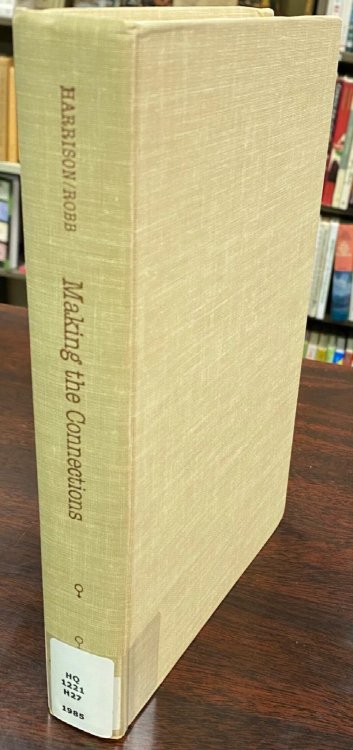 HARRISON/ROBB
Making the Connections
HQ
1221
H27
1985